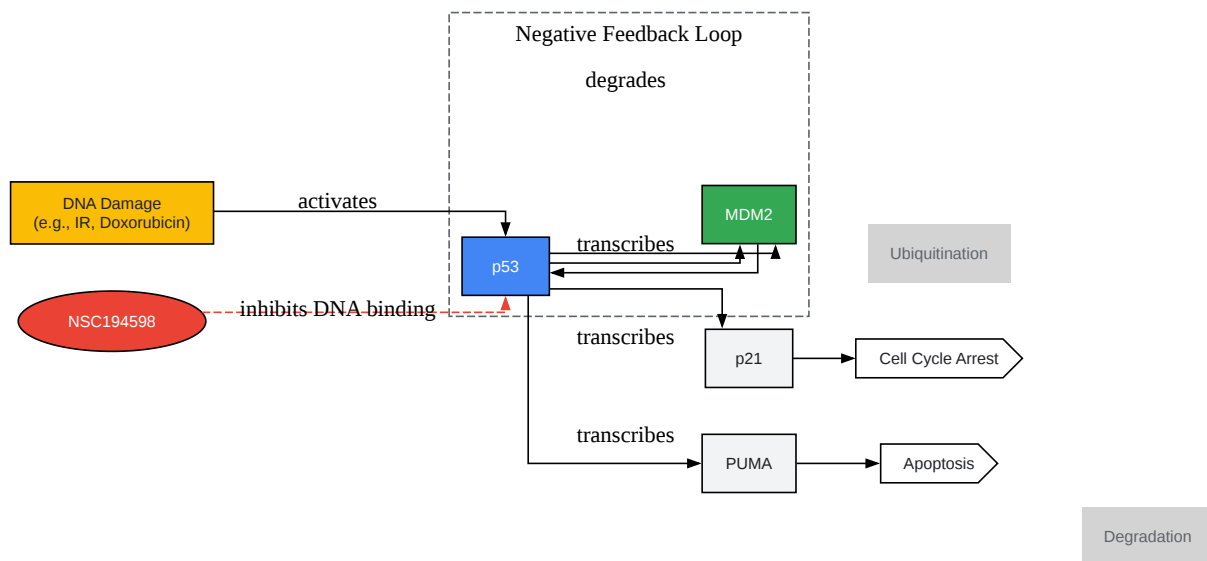 Negative Feedback Loop
degrades
DNA Damage
(e.g., IR, Doxorubicin)
activates
MDM2
transcribes
p53
Ubiquitination
NSC194598
inhibits DNA binding
transcribes
p21
Cell Cycle Arrest
transcribes
PUMA
Apoptosis
Degradation